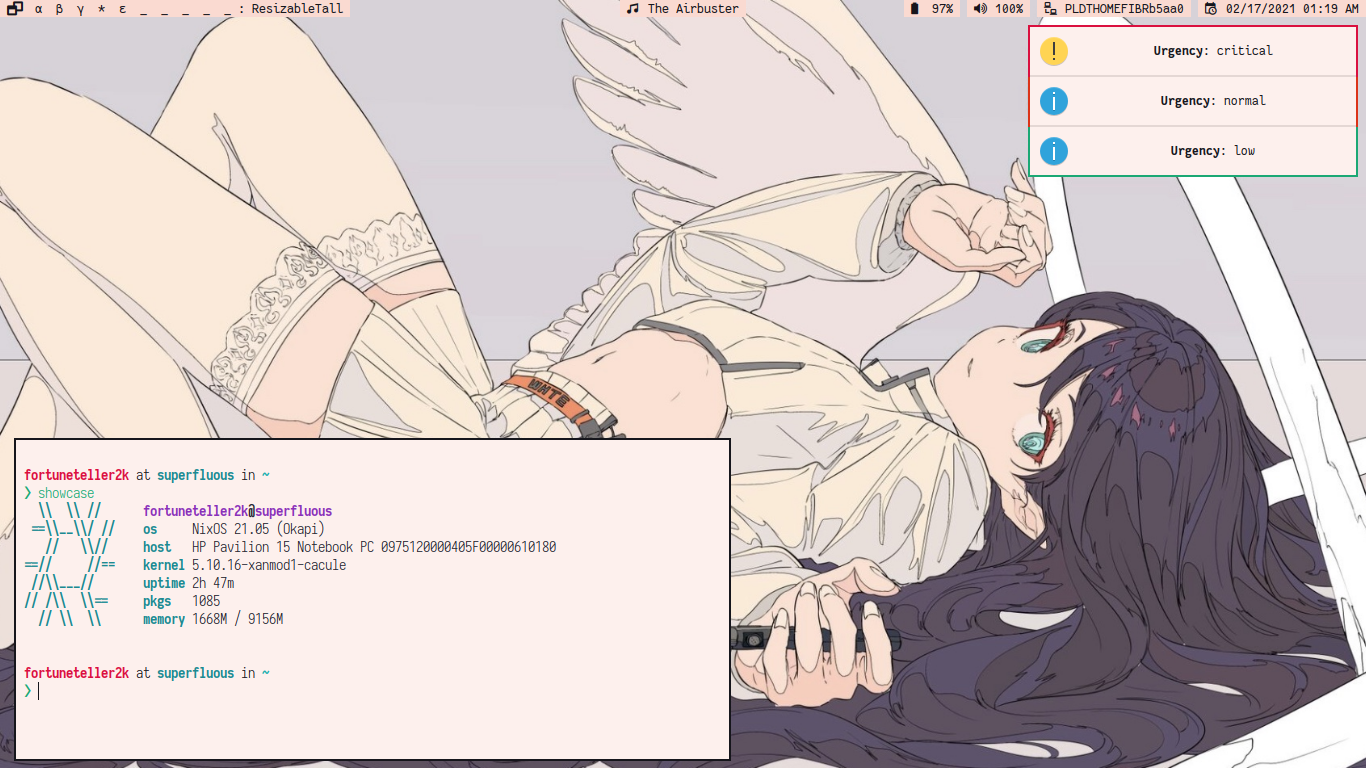 α β γ * ε _ _ _ _ _ : ResizableTall
The Airbuster
97% 100% PLDTHOMEFIBRb5aa0 02/17/2021 01:19 AM
Urgency: critical
Urgency: normal
Urgency: low
WHTE
fortuneteller2k at superfluous in ~
❯ showcase
fortuneteller2k@superfluous
os NixOS 21.05 (Okapi)
host HP Pavilion 15 Notebook PC 0975120000405F00000610180
kernel 5.10.16-xanmod1-cacule
uptime 2h 47m
pkgs 1085
memory 1668M / 9156M
fortuneteller2k at superfluous in ~
❯